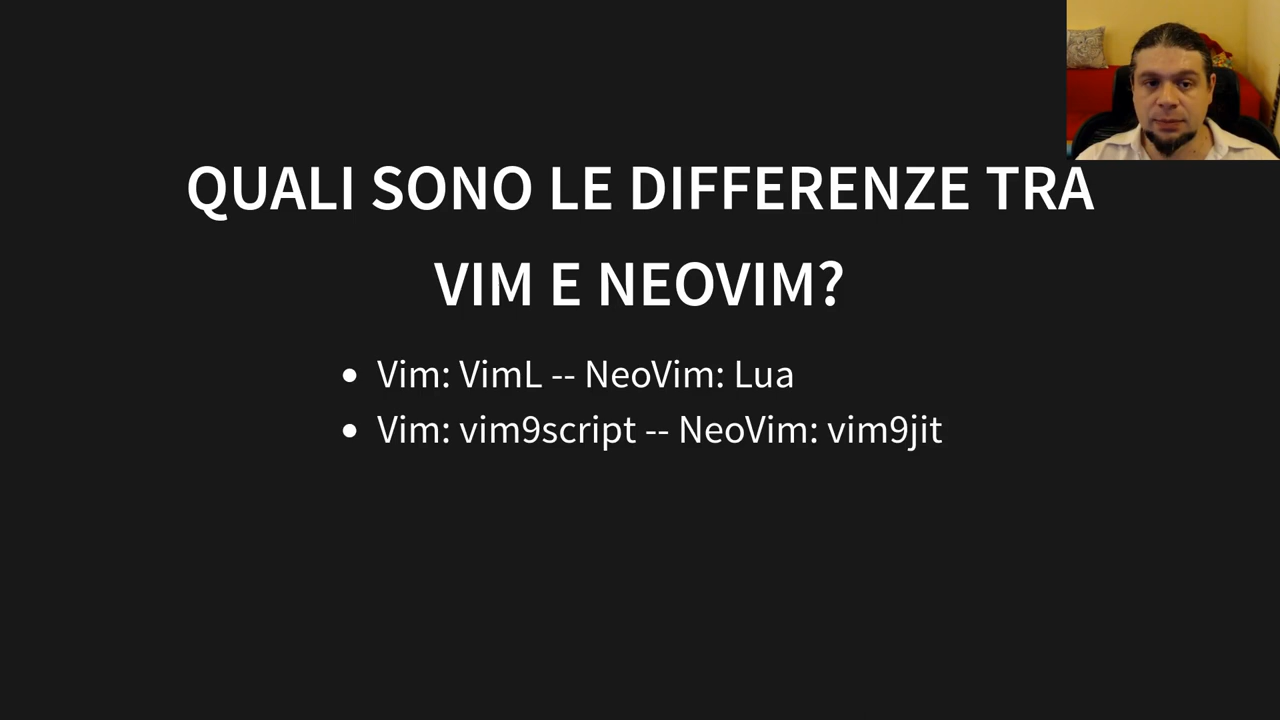 QUALI SONO LE DIFFERENZE TRA
VIM E NEOVIM?
• Vim: VimL -- NeoVim: Lua
• Vim: vim9script -- NeoVim: vim9jit